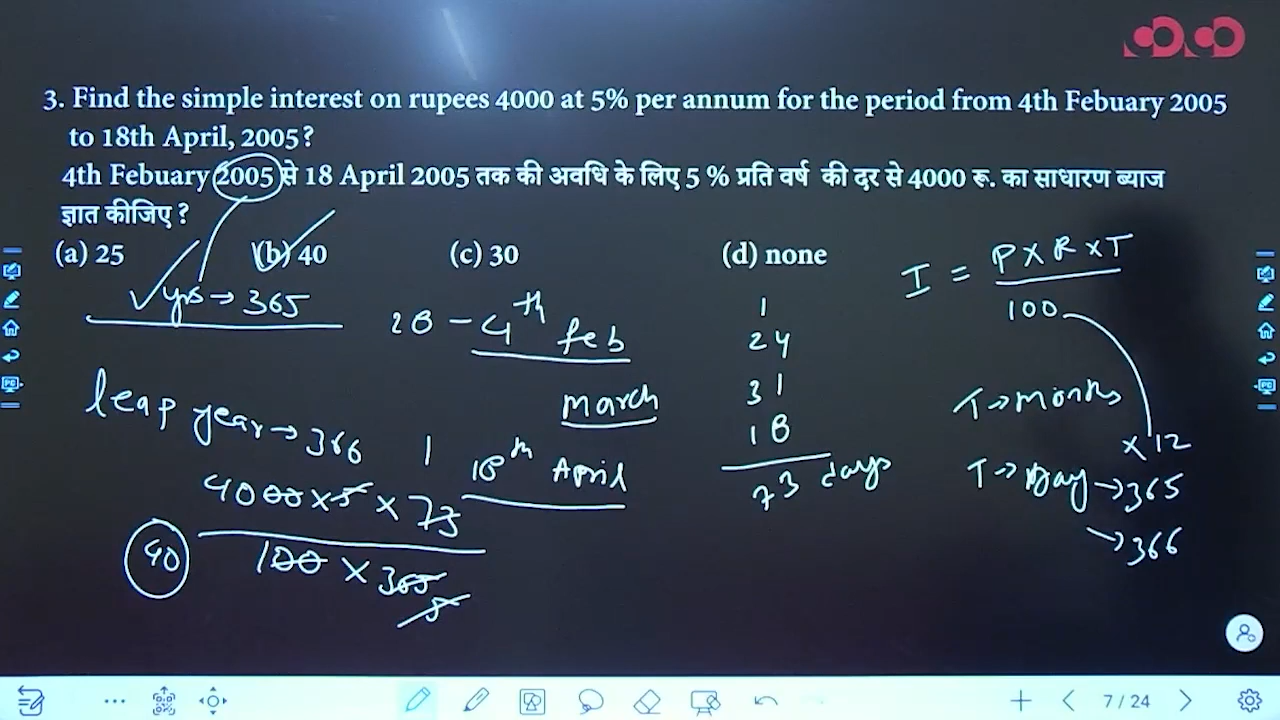 3. Find the simple interest on rupees 4000 at 5% per annum for the period from 4th Febuary 2005
to 18th April, 2005?
4th Febuary 2005 से 18 April 2005 तक की अवधि के लिए 5 % प्रति वर्ष की दर से 4000 रू. का साधारण ब्याज
ज्ञात कीजिए ?
(a) 25 (b) 40 (c) 30 (d) none
I = P X R X T
100
yrs → 365
28 - 4th feb
March
18th April
1
24
31
18
73 days
leap year → 366
4000 x 5 x 73
100 x 365
5
40
1
T → Months
x 12
T → Day → 365
→ 366
7 / 24